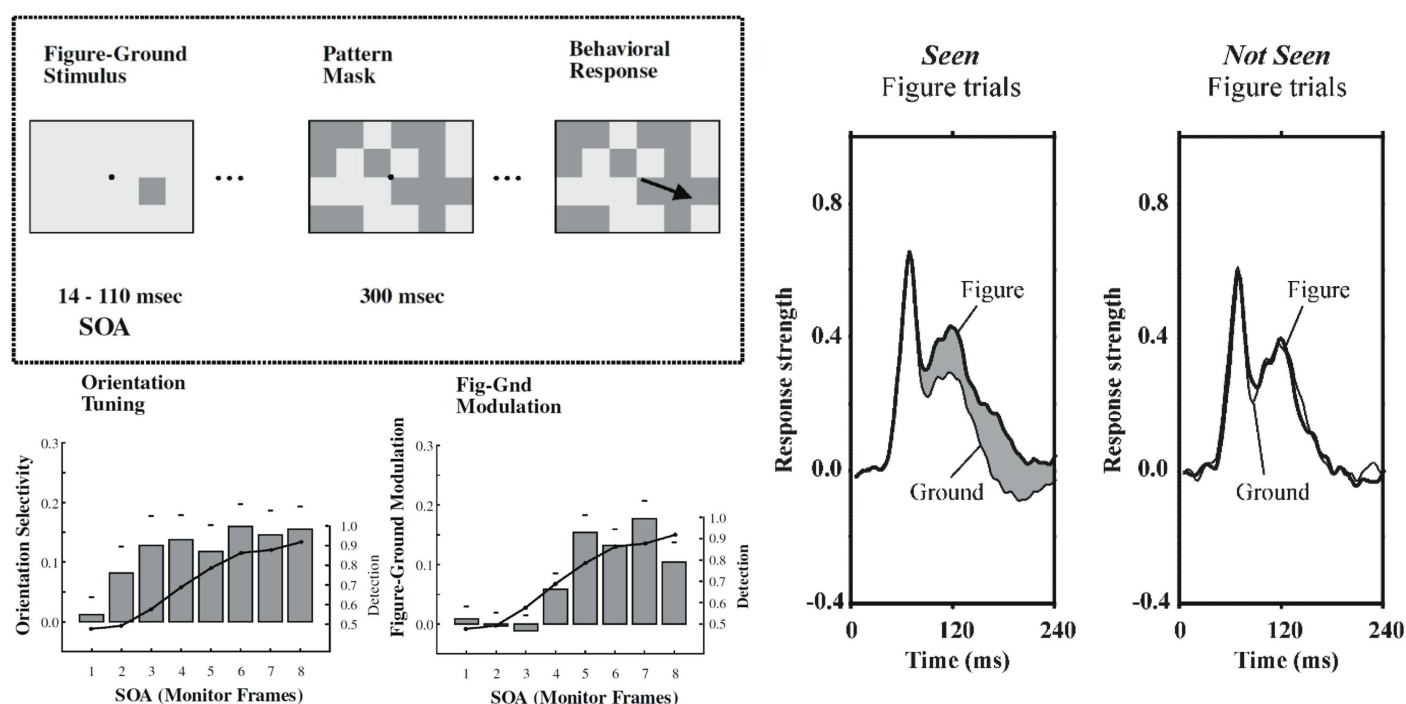 Figure-Ground
Stimulus
Pattern
Mask
Behavioral
Response
14 - 110 msec
SOA
300 msec
Orientation
Tuning
Orientation Selectivity
0.3
0.2
0.1
0.0
1.0
0.9
0.8
0.7
0.6
0.5
Detection
1 2 3 4 5 6 7 8
SOA (Monitor Frames)
Fig-Gnd
Modulation
Figure-Ground Modulation
0.3
0.2
0.1
0.0
1.0
0.9
0.8
0.7
0.6
0.5
Detection
1 2 3 4 5 6 7 8
SOA (Monitor Frames)
Seen
Figure trials
Response strength
0.8
0.4
0.0
-0.4
Figure
Ground
0 120 240
Time (ms)
Not Seen
Figure trials
Response strength
0.8
0.4
0.0
-0.4
Figure
Ground
0 120 240
Time (ms)